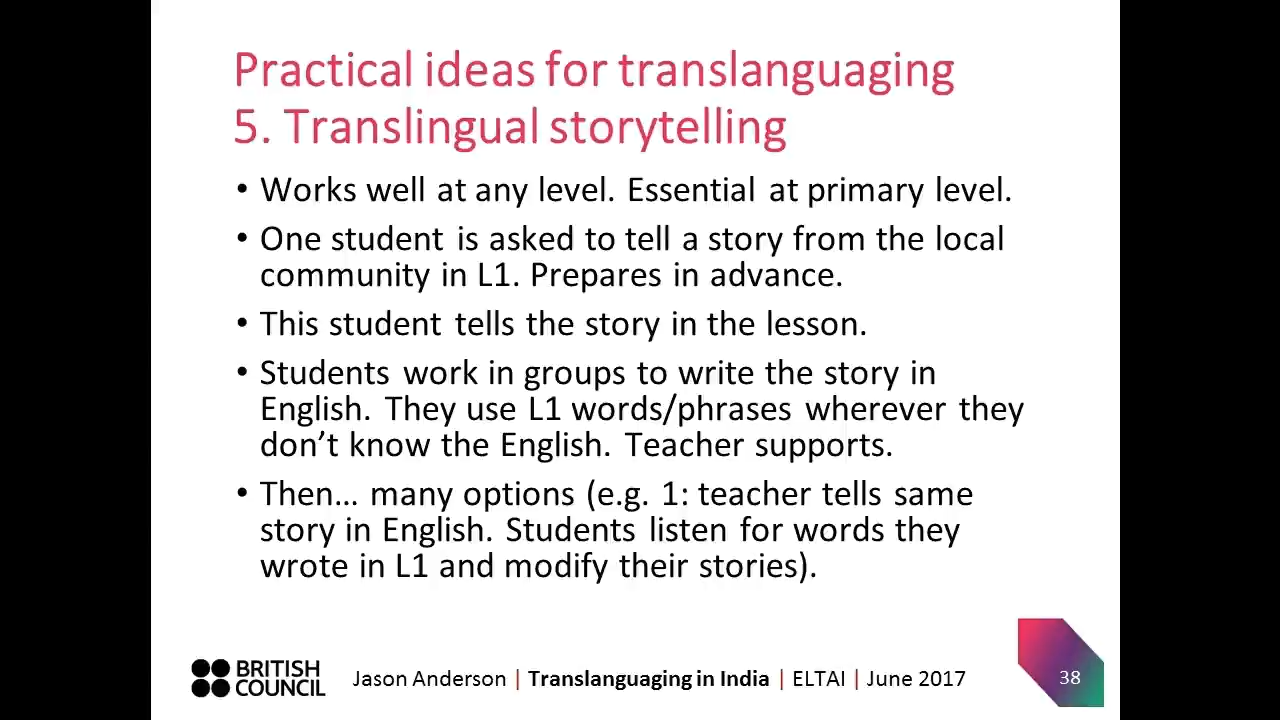 Practical ideas for translanguaging
5. Translingual storytelling
• Works well at any level. Essential at primary level.
• One student is asked to tell a story from the local
community in L1. Prepares in advance.
• This student tells the story in the lesson.
• Students work in groups to write the story in
English. They use L1 words/phrases wherever they
don’t know the English. Teacher supports.
• Then… many options (e.g. 1: teacher tells same
story in English. Students listen for words they
wrote in L1 and modify their stories).
BRITISH
COUNCIL
Jason Anderson | Translanguaging in India | ELTAI | June 2017
38